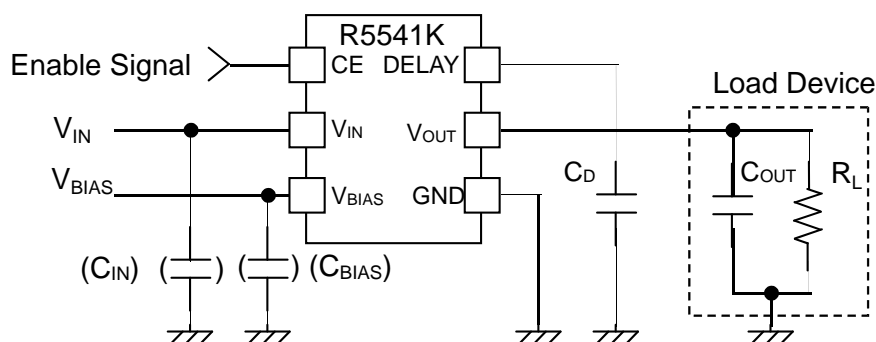 R5541K
Enable Signal
CE DELAY
Load Device
VIN
VIN
VOUT
CD
COUT
RL
VBIAS
VBIAS
GND
(CIN) ( ) ( ) (CBIAS)